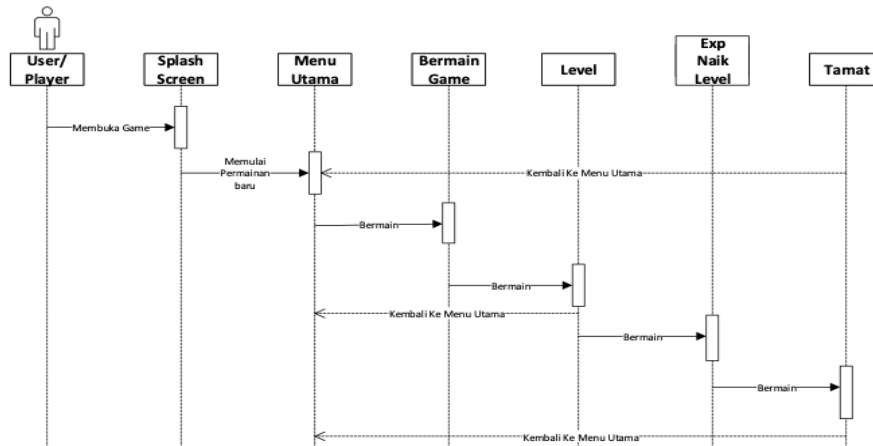 User/
Player
Splash
Screen
Menu
Utama
Bermain
Game
Level
Exp
Naik
Level
Tamat
Membuka Game
Memulai
Permainan
baru
Kembali Ke Menu Utama
Bermain
Bermain
Kembali Ke Menu Utama
Bermain
Bermain
Kembali Ke Menu Utama